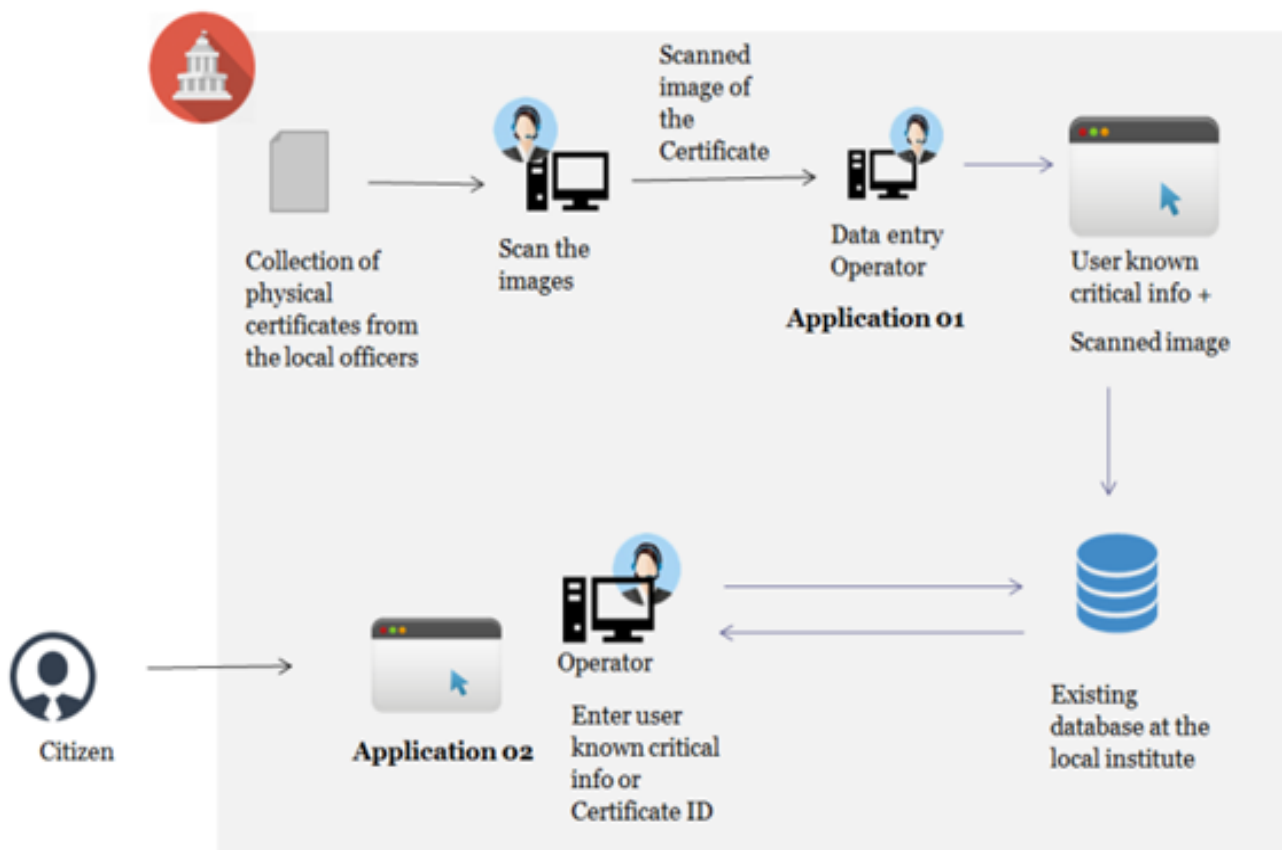 Scanned
image of
the
Certificate
Collection of
physical
certificates from
the local officers
Scan the
images
Data entry
Operator
Application 01
User known
critical info +
Scanned image
Citizen
Application 02
Operator
Enter user
known critical
info or
Certificate ID
Existing
database at the
local institute